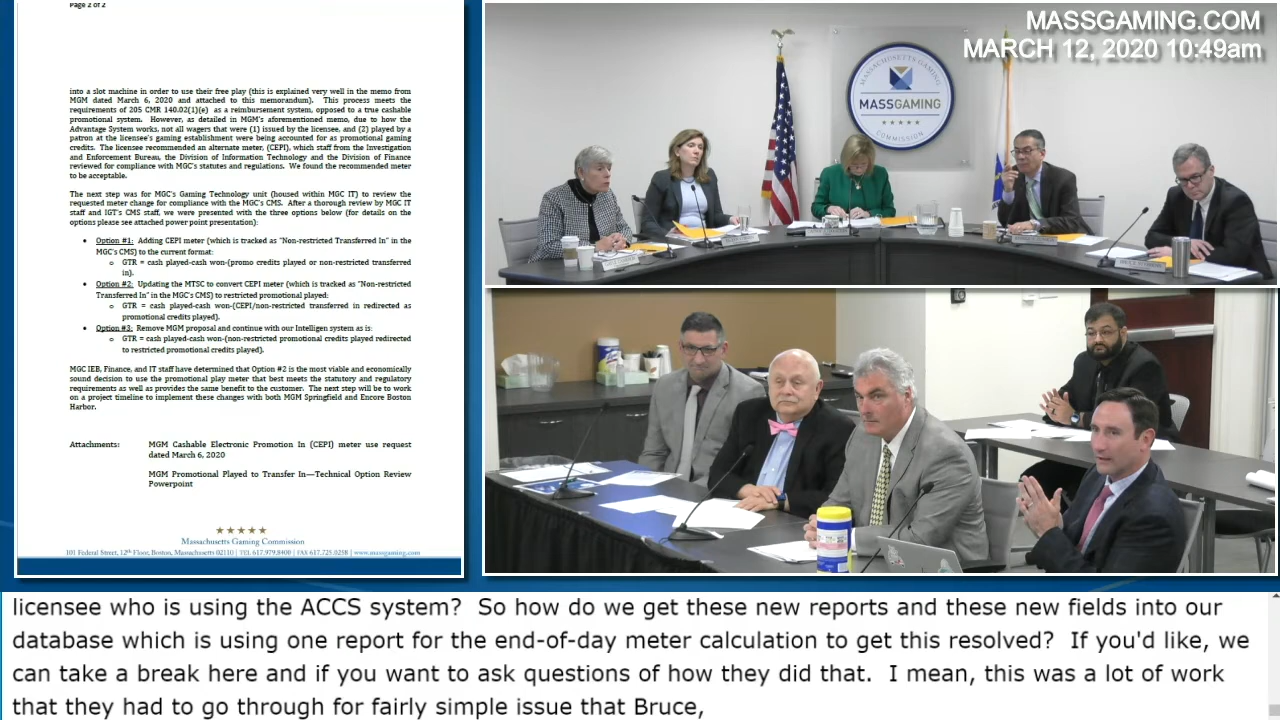 Page 2 of 2
into a slot machine in order to use their free play (this is explained very well in the memo from
MGM dated March 6, 2020 and attached to this memorandum). This process meets the
requirements of 205 CMR 140.02(1)(e) as a reimbursement system, opposed to a true cashable
promotional system. However, as detailed in MGM's aforementioned memo, due to how the
Advantage System works, not all wagers that were (1) issued by the licensee, and (2) played by a
patron at the licensee's gaming establishment were being accounted for as promotional gaming
credits. The licensee recommended an alternate meter, (CEPI), which staff from the Investigation
and Enforcement Bureau, the Division of Information Technology and the Division of Finance
reviewed for compliance with MGC's statutes and regulations. We found the recommended meter
to be acceptable.
The next step was for MGC's Gaming Technology unit (housed within MGC IT) to review the
requested meter change for compliance with the MGC's CMS. After a thorough review by MGC IT
staff and IGT's CMS staff, we were presented with the three options below (for details on the
options please see attached power point presentation):
• Option #1: Adding CEPI meter (which is tracked as "Non-restricted Transferred In" in the
MGC's CMS) to the current format:
o GTR = cash played-cash won-(promo credits played or non-restricted transferred
in).
• Option #2: Updating the MTSC to convert CEPI meter (which is tracked as "Non-restricted
Transferred In" in the MGC's CMS) to restricted promotional played:
o GTR = cash played-cash won-(CEPI/non-restricted transferred in redirected as
promotional credits played).
• Option #3: Remove MGM proposal and continue with our Intelligen system as is:
o GTR = cash played-cash won-(non-restricted promotional credits played redirected
to restricted promotional credits played).
MGC IEB, Finance, and IT staff have determined that Option #2 is the most viable and economically
sound decision to use the promotional play meter that best meets the statutory and regulatory
requirements as well as provides the same benefit to the customer. The next step will be to work
on a project timeline to implement these changes with both MGM Springfield and Encore Boston
Harbor.
Attachments: MGM Cashable Electronic Promotion In (CEPI) meter use request
dated March 6, 2020
MGM Promotional Played to Transfer In—Technical Option Review
Powerpoint
★★★★★
Massachusetts Gaming Commission
101 Federal Street, 12th Floor, Boston, Massachusetts 02110 | TEL 617.979.8400 | FAX 617.725.0258 | www.massgaming.com
MASSGAMING.COM
MARCH 12, 2020 10:49am
MASSACHUSETTS GAMING
MASSGAMING
★★★★★
COMMISSION
licensee who is using the ACCS system? So how do we get these new reports and these new fields into our
database which is using one report for the end-of-day meter calculation to get this resolved? If you'd like, we
can take a break here and if you want to ask questions of how they did that. I mean, this was a lot of work
that they had to go through for fairly simple issue that Bruce,